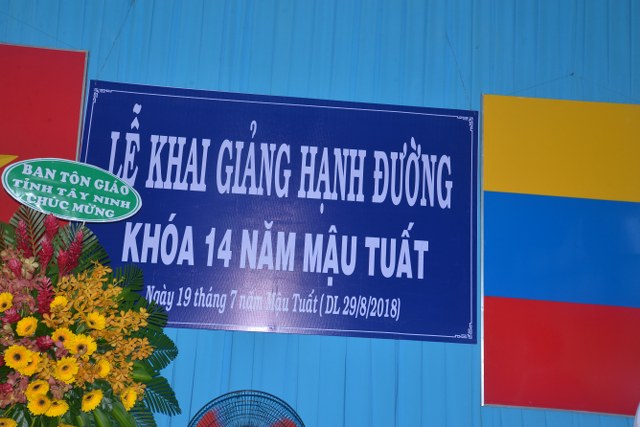 LỄ KHAI GIẢNG HẠNH ĐƯỜNG
KHÓA 14 NĂM MẬU TUẤT
Ngày 19 tháng 7 năm Mậu Tuất ( DL 29/8/2018)
BAN TÔN GIÁO
TỈNH TÂY NINH
CHÚC MỪNG